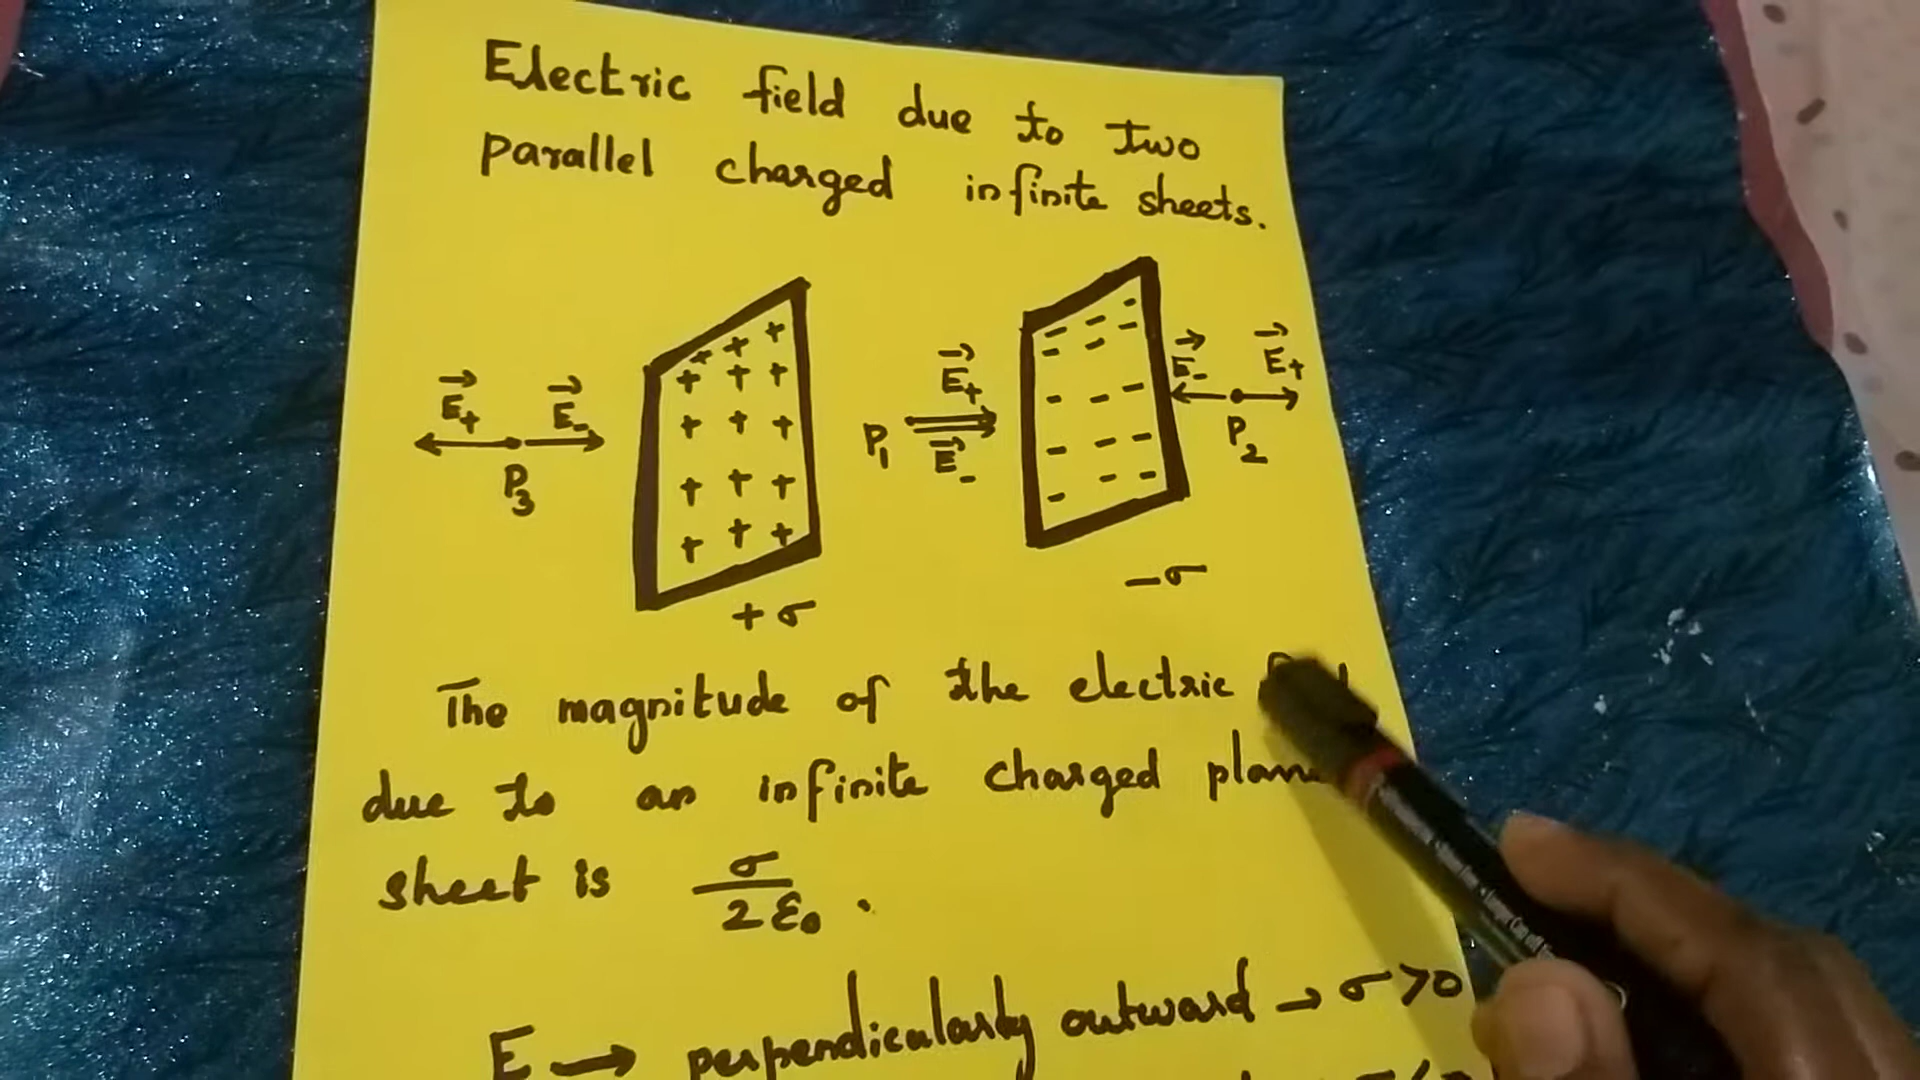 Electric field due to two
parallel charged infinite sheets.
E₊ E₋
P₃
+ + +
+ + +
+ + +
+ + +
+ + +
+σ
P₁
E₊
E₋
−σ
E₋ E₊
P₂
The magnitude of the electric
due to an infinite charged plane
sheet is σ/2ε₀.
E → perpendicularly outward → σ>0